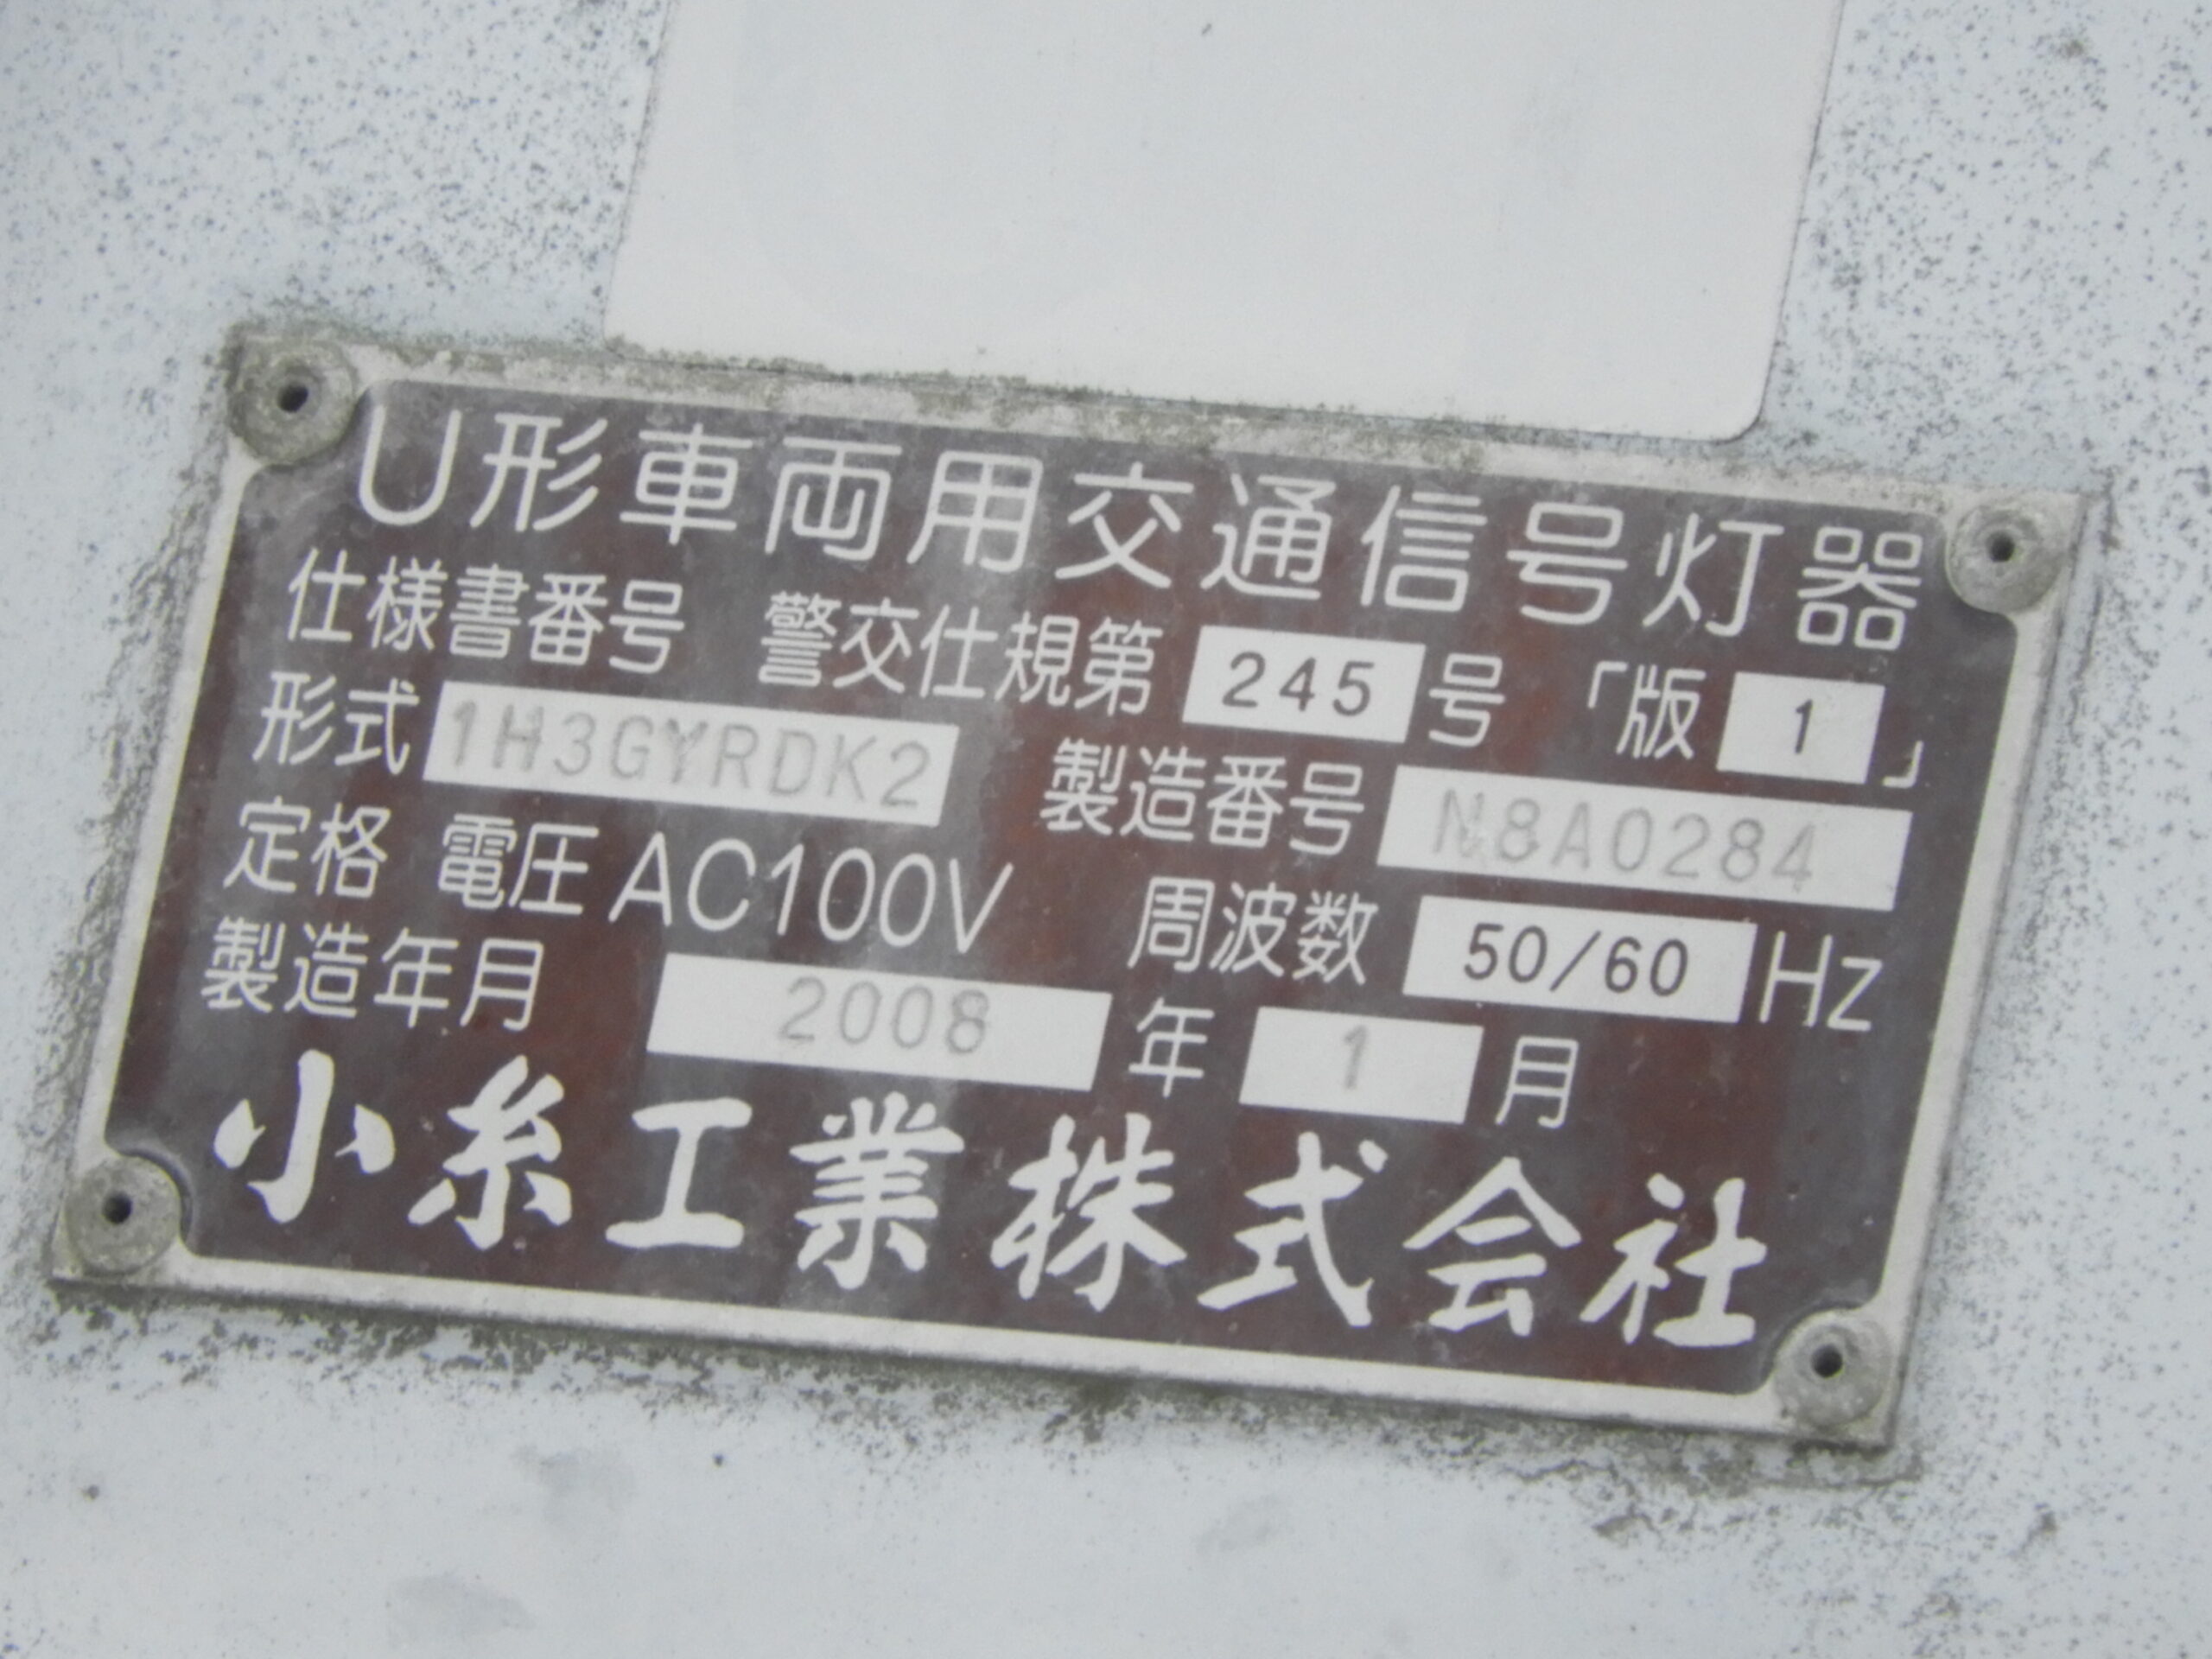 U形車両用交通信号灯器
仕様書番号 警交仕規第 245 号 「版 1 」
形式 1H3GYRDK2 製造番号 N8A0284
定格 電圧 AC100V 周波数 50/60 Hz
製造年月 2008 年 1 月
小糸工業株式会社